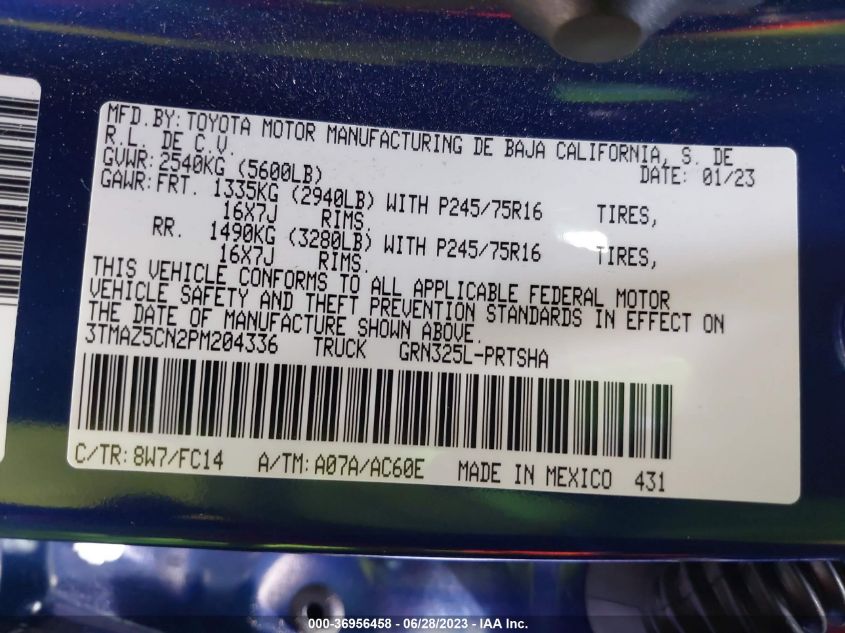 MFD.BY: TOYOTA MOTOR MANUFACTURING DE BAJA CALIFORNIA, S. DE
R.L. DE C.V. DATE: 01/23
GVWR: 2540KG (5600LB)
GAWR: FRT. 1335KG (2940LB) WITH P245/75R16 TIRES,
16X7J RIMS.
RR. 1490KG (3280LB) WITH P245/75R16 TIRES,
16X7J RIMS.
THIS VEHICLE CONFORMS TO ALL APPLICABLE FEDERAL MOTOR
VEHICLE SAFETY AND THEFT PREVENTION STANDARDS IN EFFECT ON
THE DATE OF MANUFACTURE SHOWN ABOVE.
3TMAZ5CN2PM204336 TRUCK GRN325L-PRTSHA
C/TR: 8W7/FC14 A/TM: A07A/AC60E MADE IN MEXICO 431
000-36956458 - 06/28/2023 - IAA Inc.